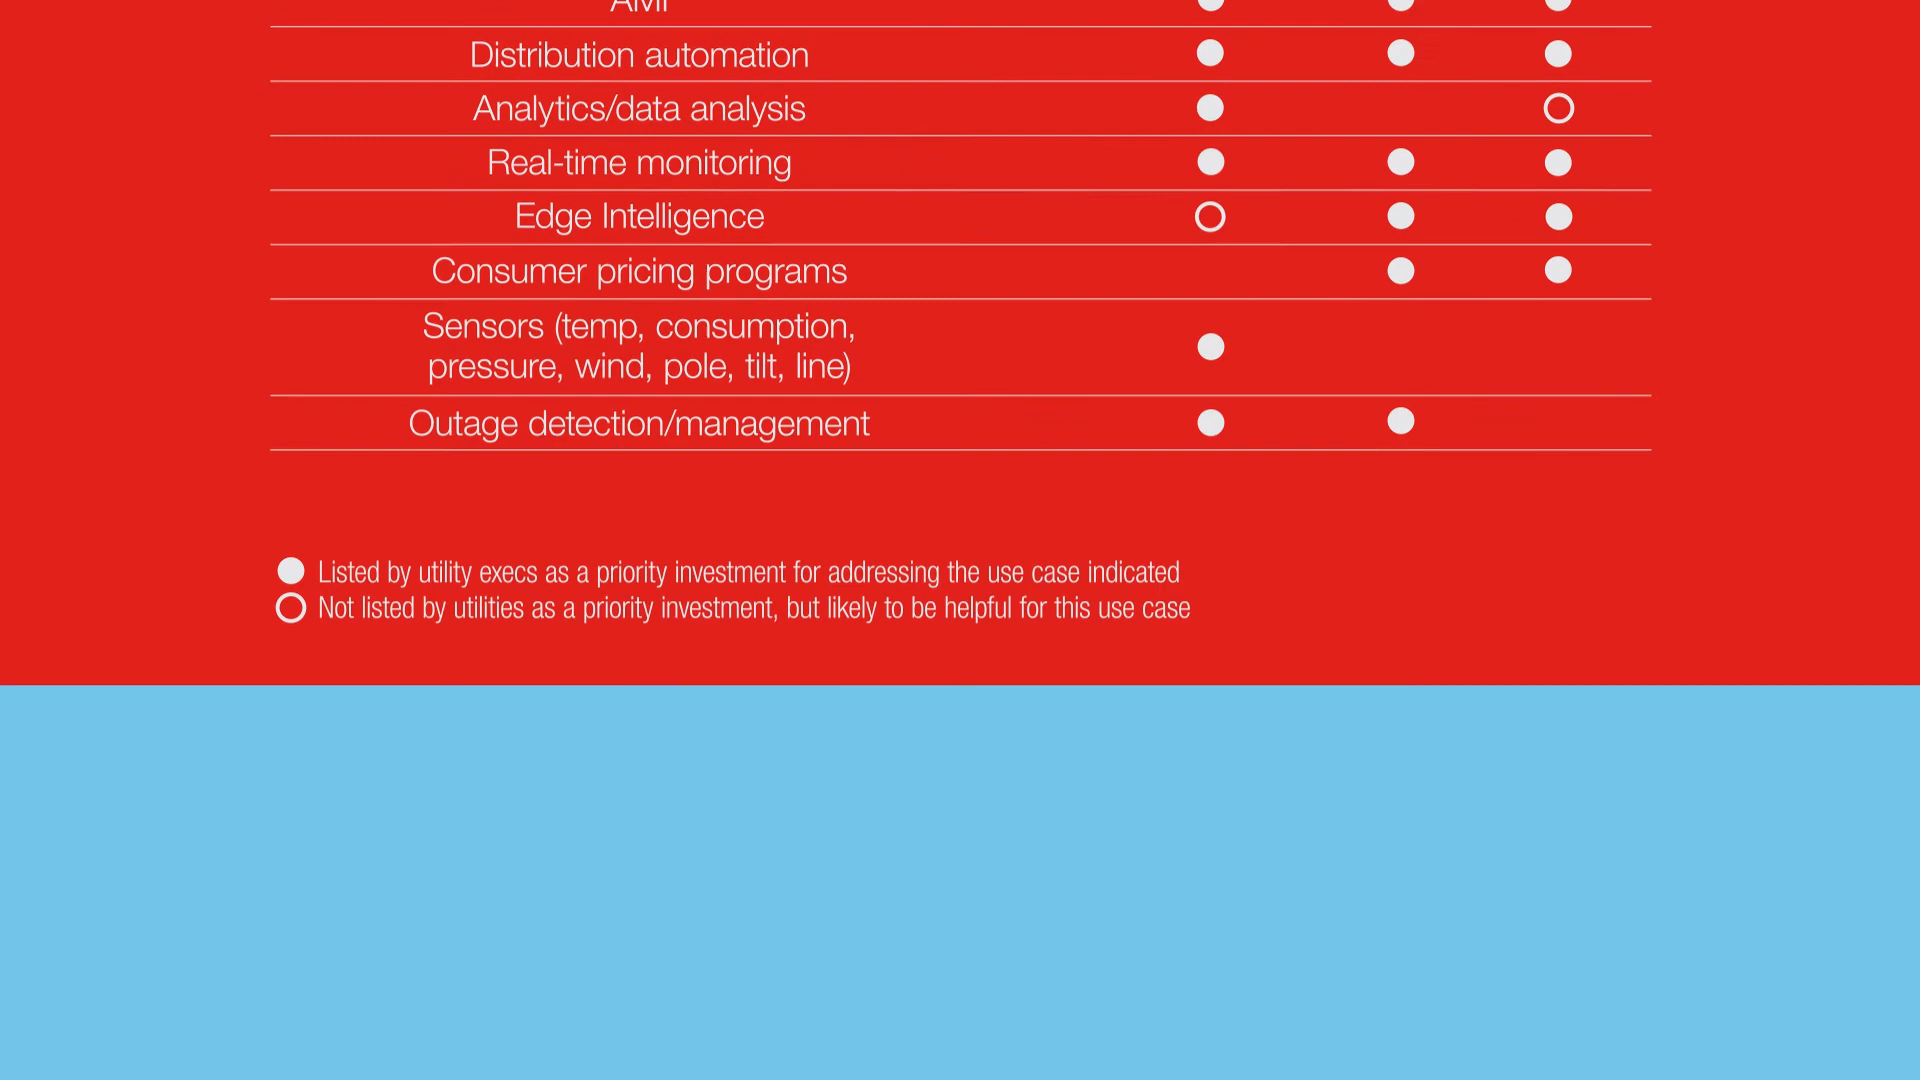 AMI
Distribution automation
Analytics/data analysis
Real-time monitoring
Edge Intelligence
Consumer pricing programs
Sensors (temp, consumption,
pressure, wind, pole, tilt, line)
Outage detection/management
Listed by utility execs as a priority investment for addressing the use case indicated
Not listed by utilities as a priority investment, but likely to be helpful for this use case